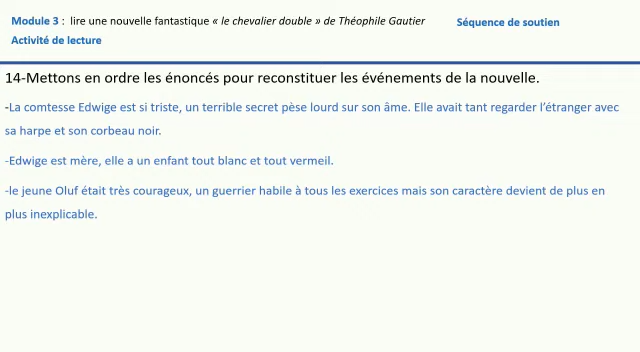 Module 3 : lire une nouvelle fantastique « le chevalier double » de Théophile Gautier Séquence de soutien
Activité de lecture
14-Mettons en ordre les énoncés pour reconstituer les événements de la nouvelle.
-La comtesse Edwige est si triste, un terrible secret pèse lourd sur son âme. Elle avait tant regarder l’étranger avec
sa harpe et son corbeau noir.
-Edwige est mère, elle a un enfant tout blanc et tout vermeil.
-le jeune Oluf était très courageux, un guerrier habile à tous les exercices mais son caractère devient de plus en
plus inexplicable.